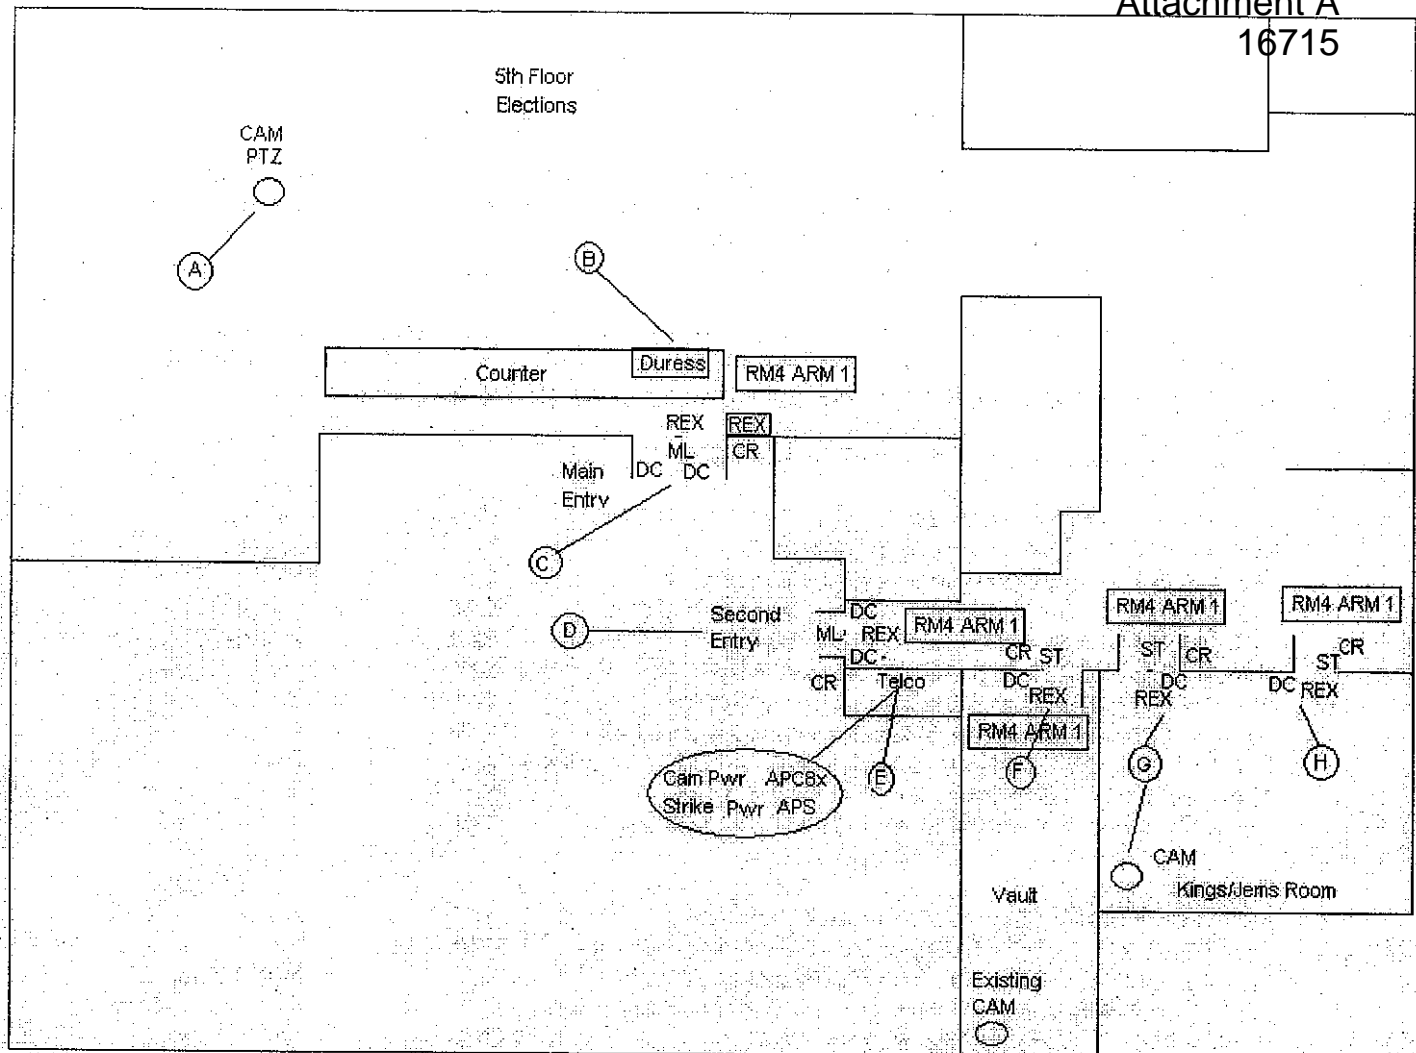 Attachment A
16715
5th Floor
Elections
CAM
PTZ
A
B
Counter
Duress
RM4 ARM 1
REX
REX
ML
CR
DC
DC
Main
Entry
C
D
Second
Entry
DC
ML
REX
RM4 ARM 1
DC
CR
Telco
CR
ST
DC
REX
RM4 ARM 1
RM4 ARM 1
ST
CR
DC
REX
RM4 ARM 1
CR
ST
DC
REX
Cam Pwr APC8x
Strike Pwr APS
E
F
G
H
CAM
Kings/Jems Room
Vault
Existing
CAM